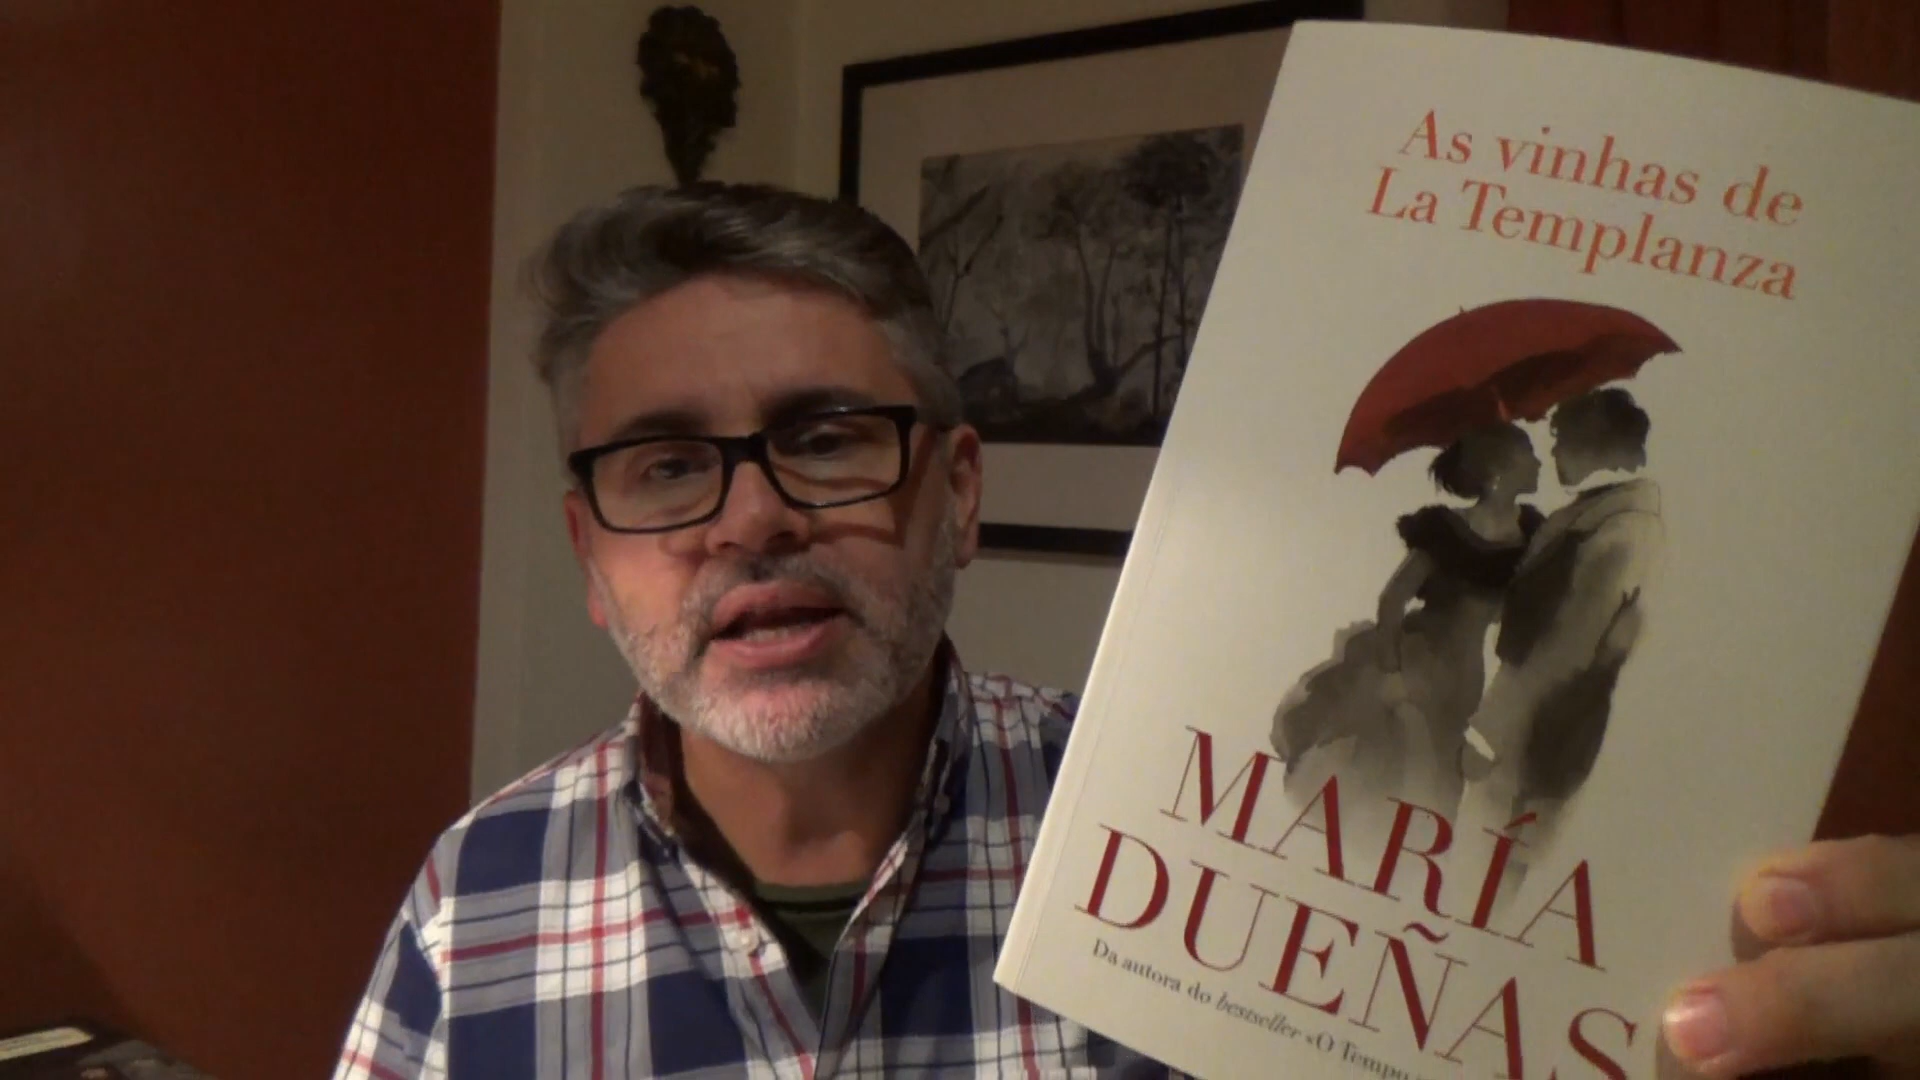 As vinhas de
La Templanza
MARÍA
DUEÑAS
Da autora do bestseller «O Tempo